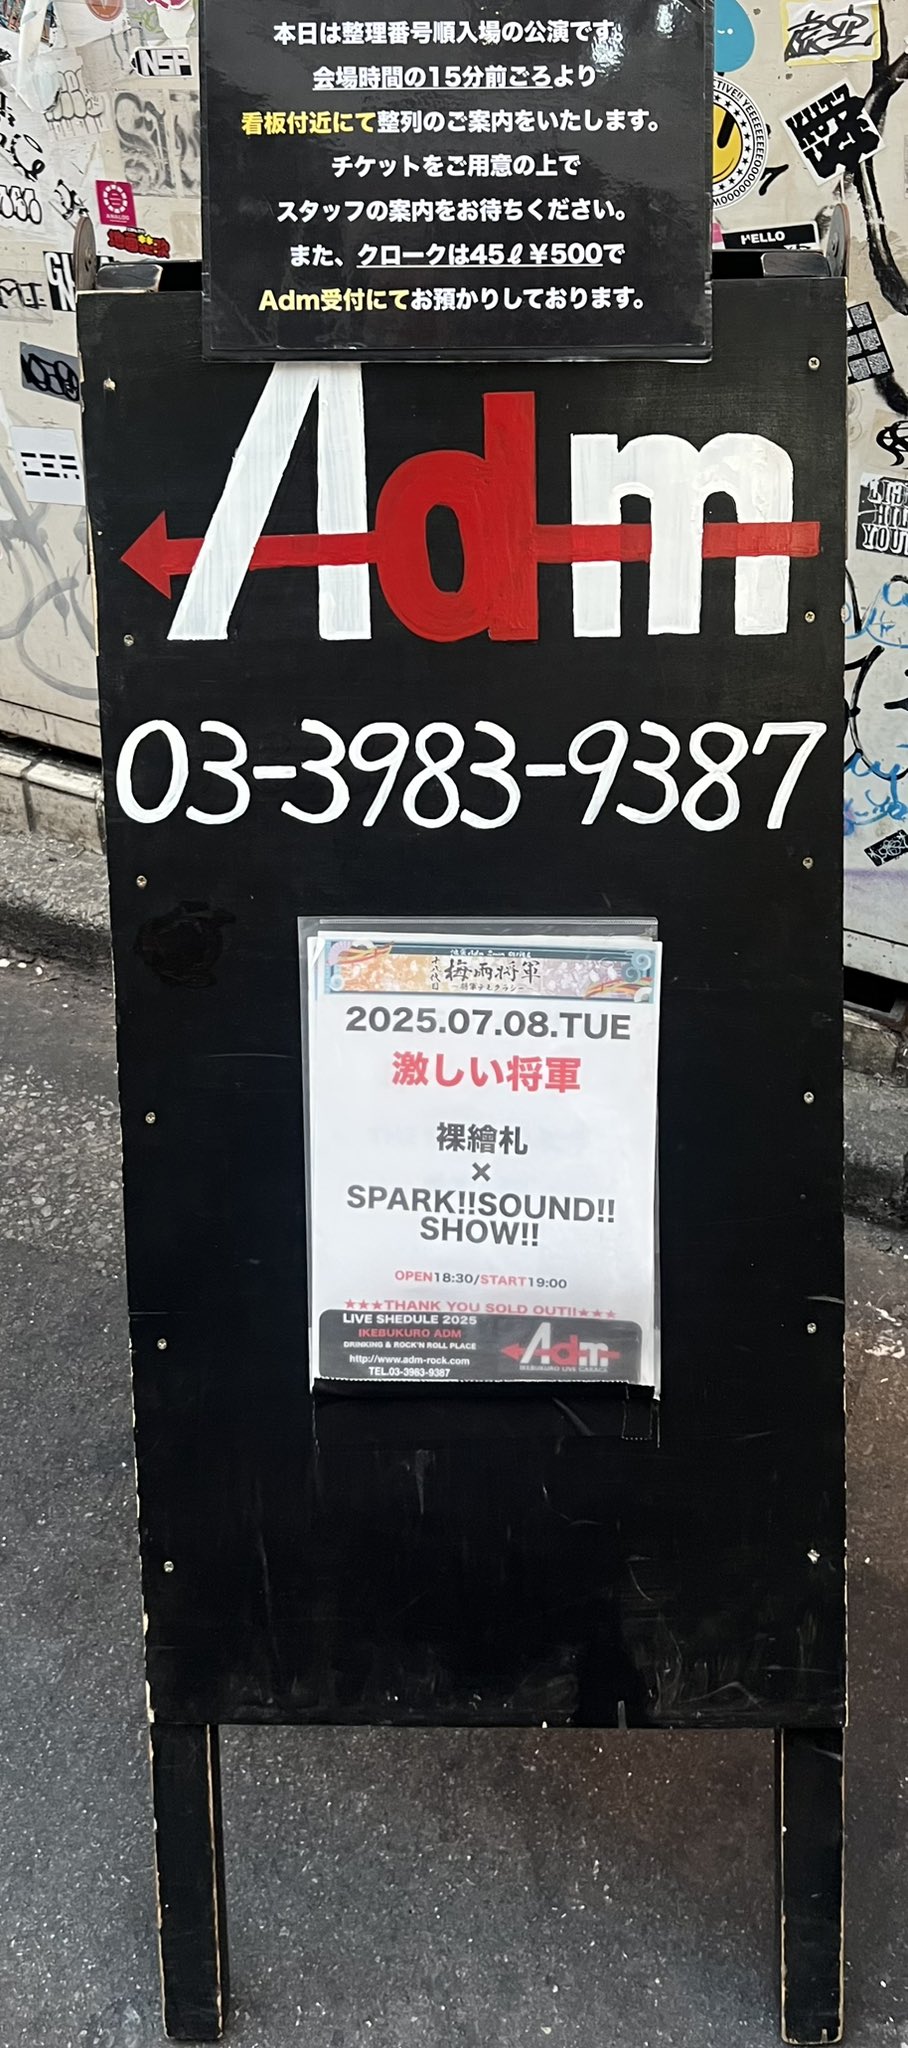 本日は整理番号順入場の公演です。
会場時間の15分前ごろより
看板付近にて整列のご案内をいたします。
チケットをご用意の上で
スタッフの案内をお待ちください。
また、クロークは45ℓ¥500で
Adm受付にてお預かりしております。
NSP
HELLO
Adm
03-3983-9387
十八代目
梅雨将軍
2025.07.08.TUE
激しい将軍
裸繪札
×
SPARK!!SOUND!!
SHOW!!
OPEN18:30/START19:00
★★★THANK YOU SOLD OUT!!★★★
LIVE SHEDULE 2025
IKEBUKURO ADM
DRINKING & ROCK'N ROLL PLACE
http://www.adm-rock.com
TEL.03-3983-9387
Adm
IKEBUKURO LIVE GARAGE